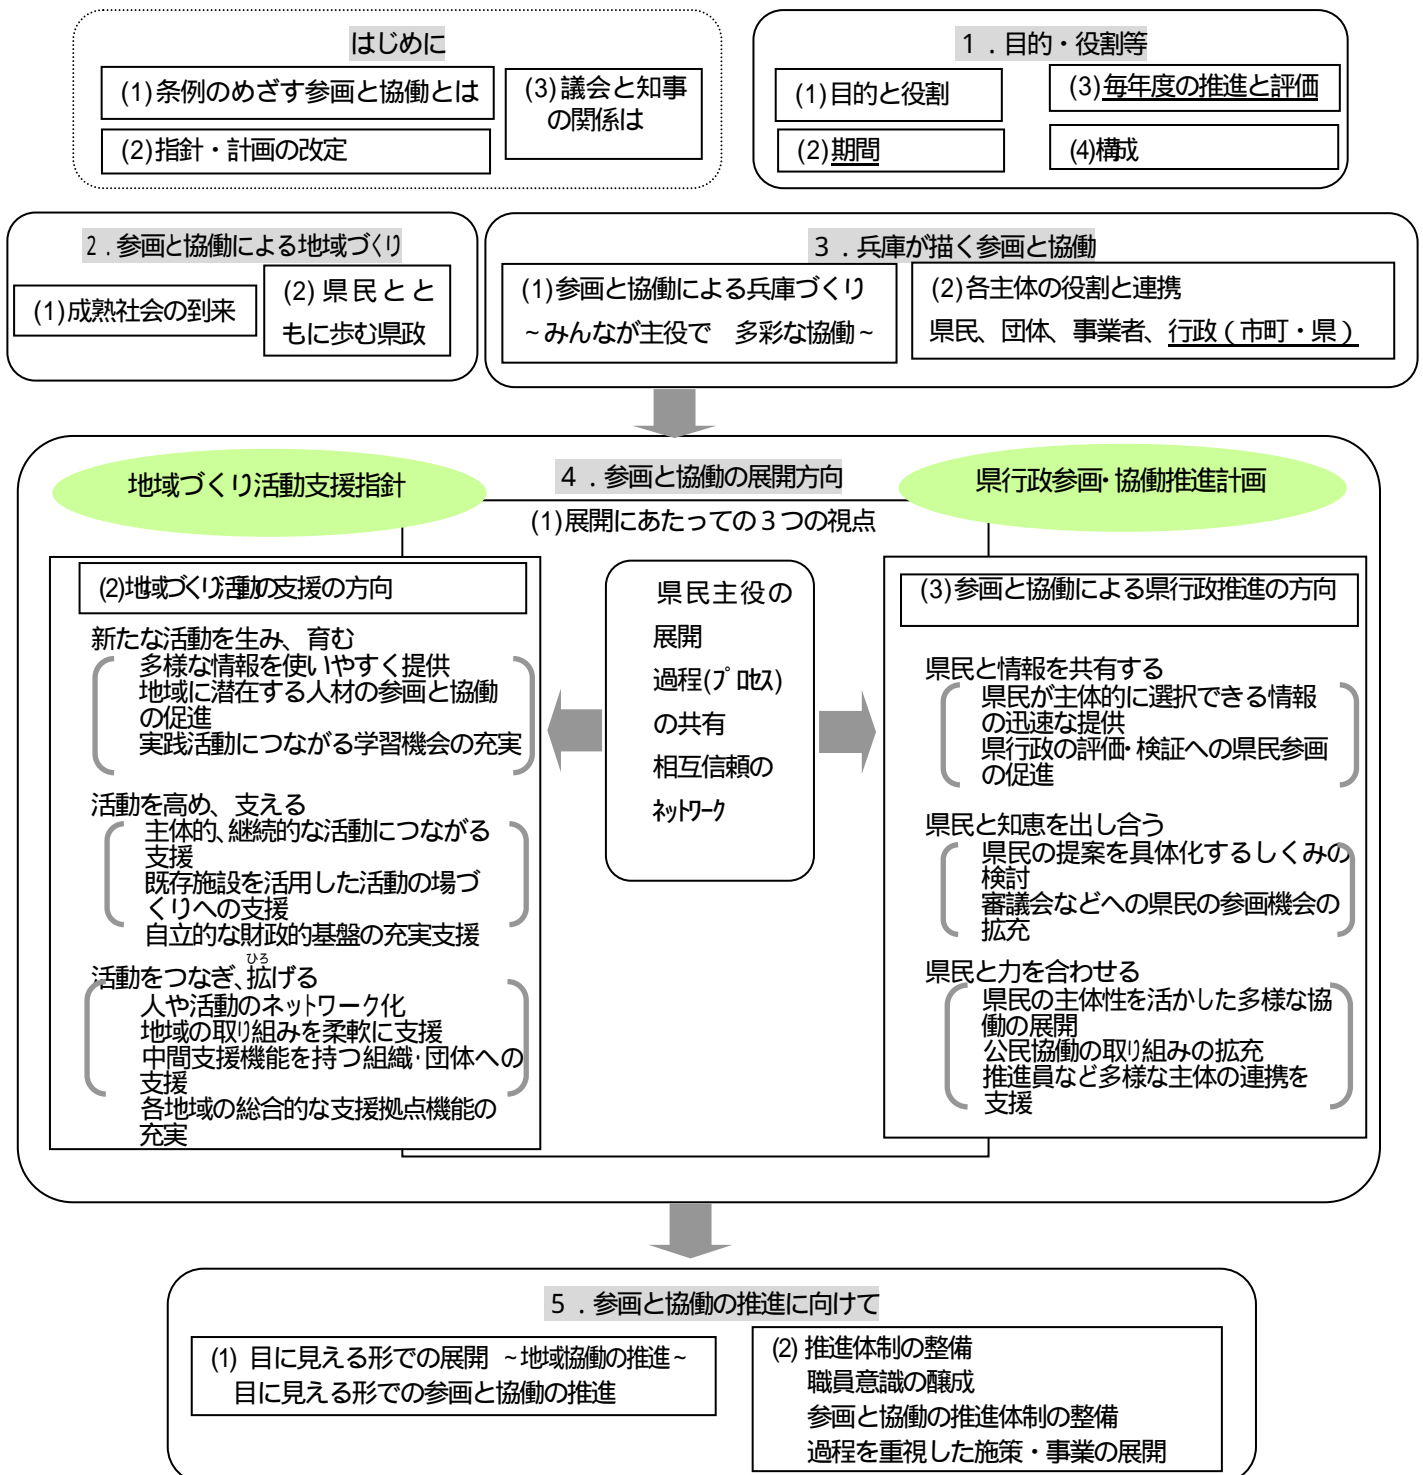 はじめに
(1)条例のめざす参画と協働とは
(2)指針・計画の改定
(3)議会と知事
の関係は
１．目的・役割等
(1)目的と役割
(2)期間
(3)毎年度の推進と評価
(4)構成
２．参画と協働による地域づくり
(1)成熟社会の到来
(2) 県民とと
もに歩む県政
３．兵庫が描く参画と協働
(1)参画と協働による兵庫づくり
~みんなが主役で　多彩な協働~
(2)各主体の役割と連携
県民、団体、事業者、行政（市町・県）
４．参画と協働の展開方向
(1)展開にあたっての３つの視点
地域づくり活動支援指針
県行政参画・協働推進計画
(2)地域づくり活動の支援の方向
新たな活動を生み、育む
多様な情報を使いやすく提供
地域に潜在する人材の参画と協働
の促進
実践活動につながる学習機会の充実
活動を高め、支える
主体的、継続的な活動につながる
支援
既存施設を活用した活動の場づ
くりへの支援
自立的な財政的基盤の充実支援
ひろ
活動をつなぎ、拡げる
人や活動のネットワーク化
地域の取り組みを柔軟に支援
中間支援機能を持つ組織・団体への
支援
各地域の総合的な支援拠点機能の
充実
県民主役の
展開
過程(ﾌﾟﾛｾｽ)
の共有
相互信頼の
ﾈｯﾄﾜｰｸ
(3)参画と協働による県行政推進の方向
県民と情報を共有する
県民が主体的に選択できる情報
の迅速な提供
県行政の評価・検証への県民参画
の促進
県民と知恵を出し合う
県民の提案を具体化するしくみの
検討
審議会などへの県民の参画機会の
拡充
県民と力を合わせる
県民の主体性を活かした多様な協
働の展開
公民協働の取り組みの拡充
推進員など多様な主体の連携を
支援
５．参画と協働の推進に向けて
(1) 目に見える形での展開 ~地域協働の推進~
目に見える形での参画と協働の推進
(2) 推進体制の整備
職員意識の醸成
参画と協働の推進体制の整備
過程を重視した施策・事業の展開